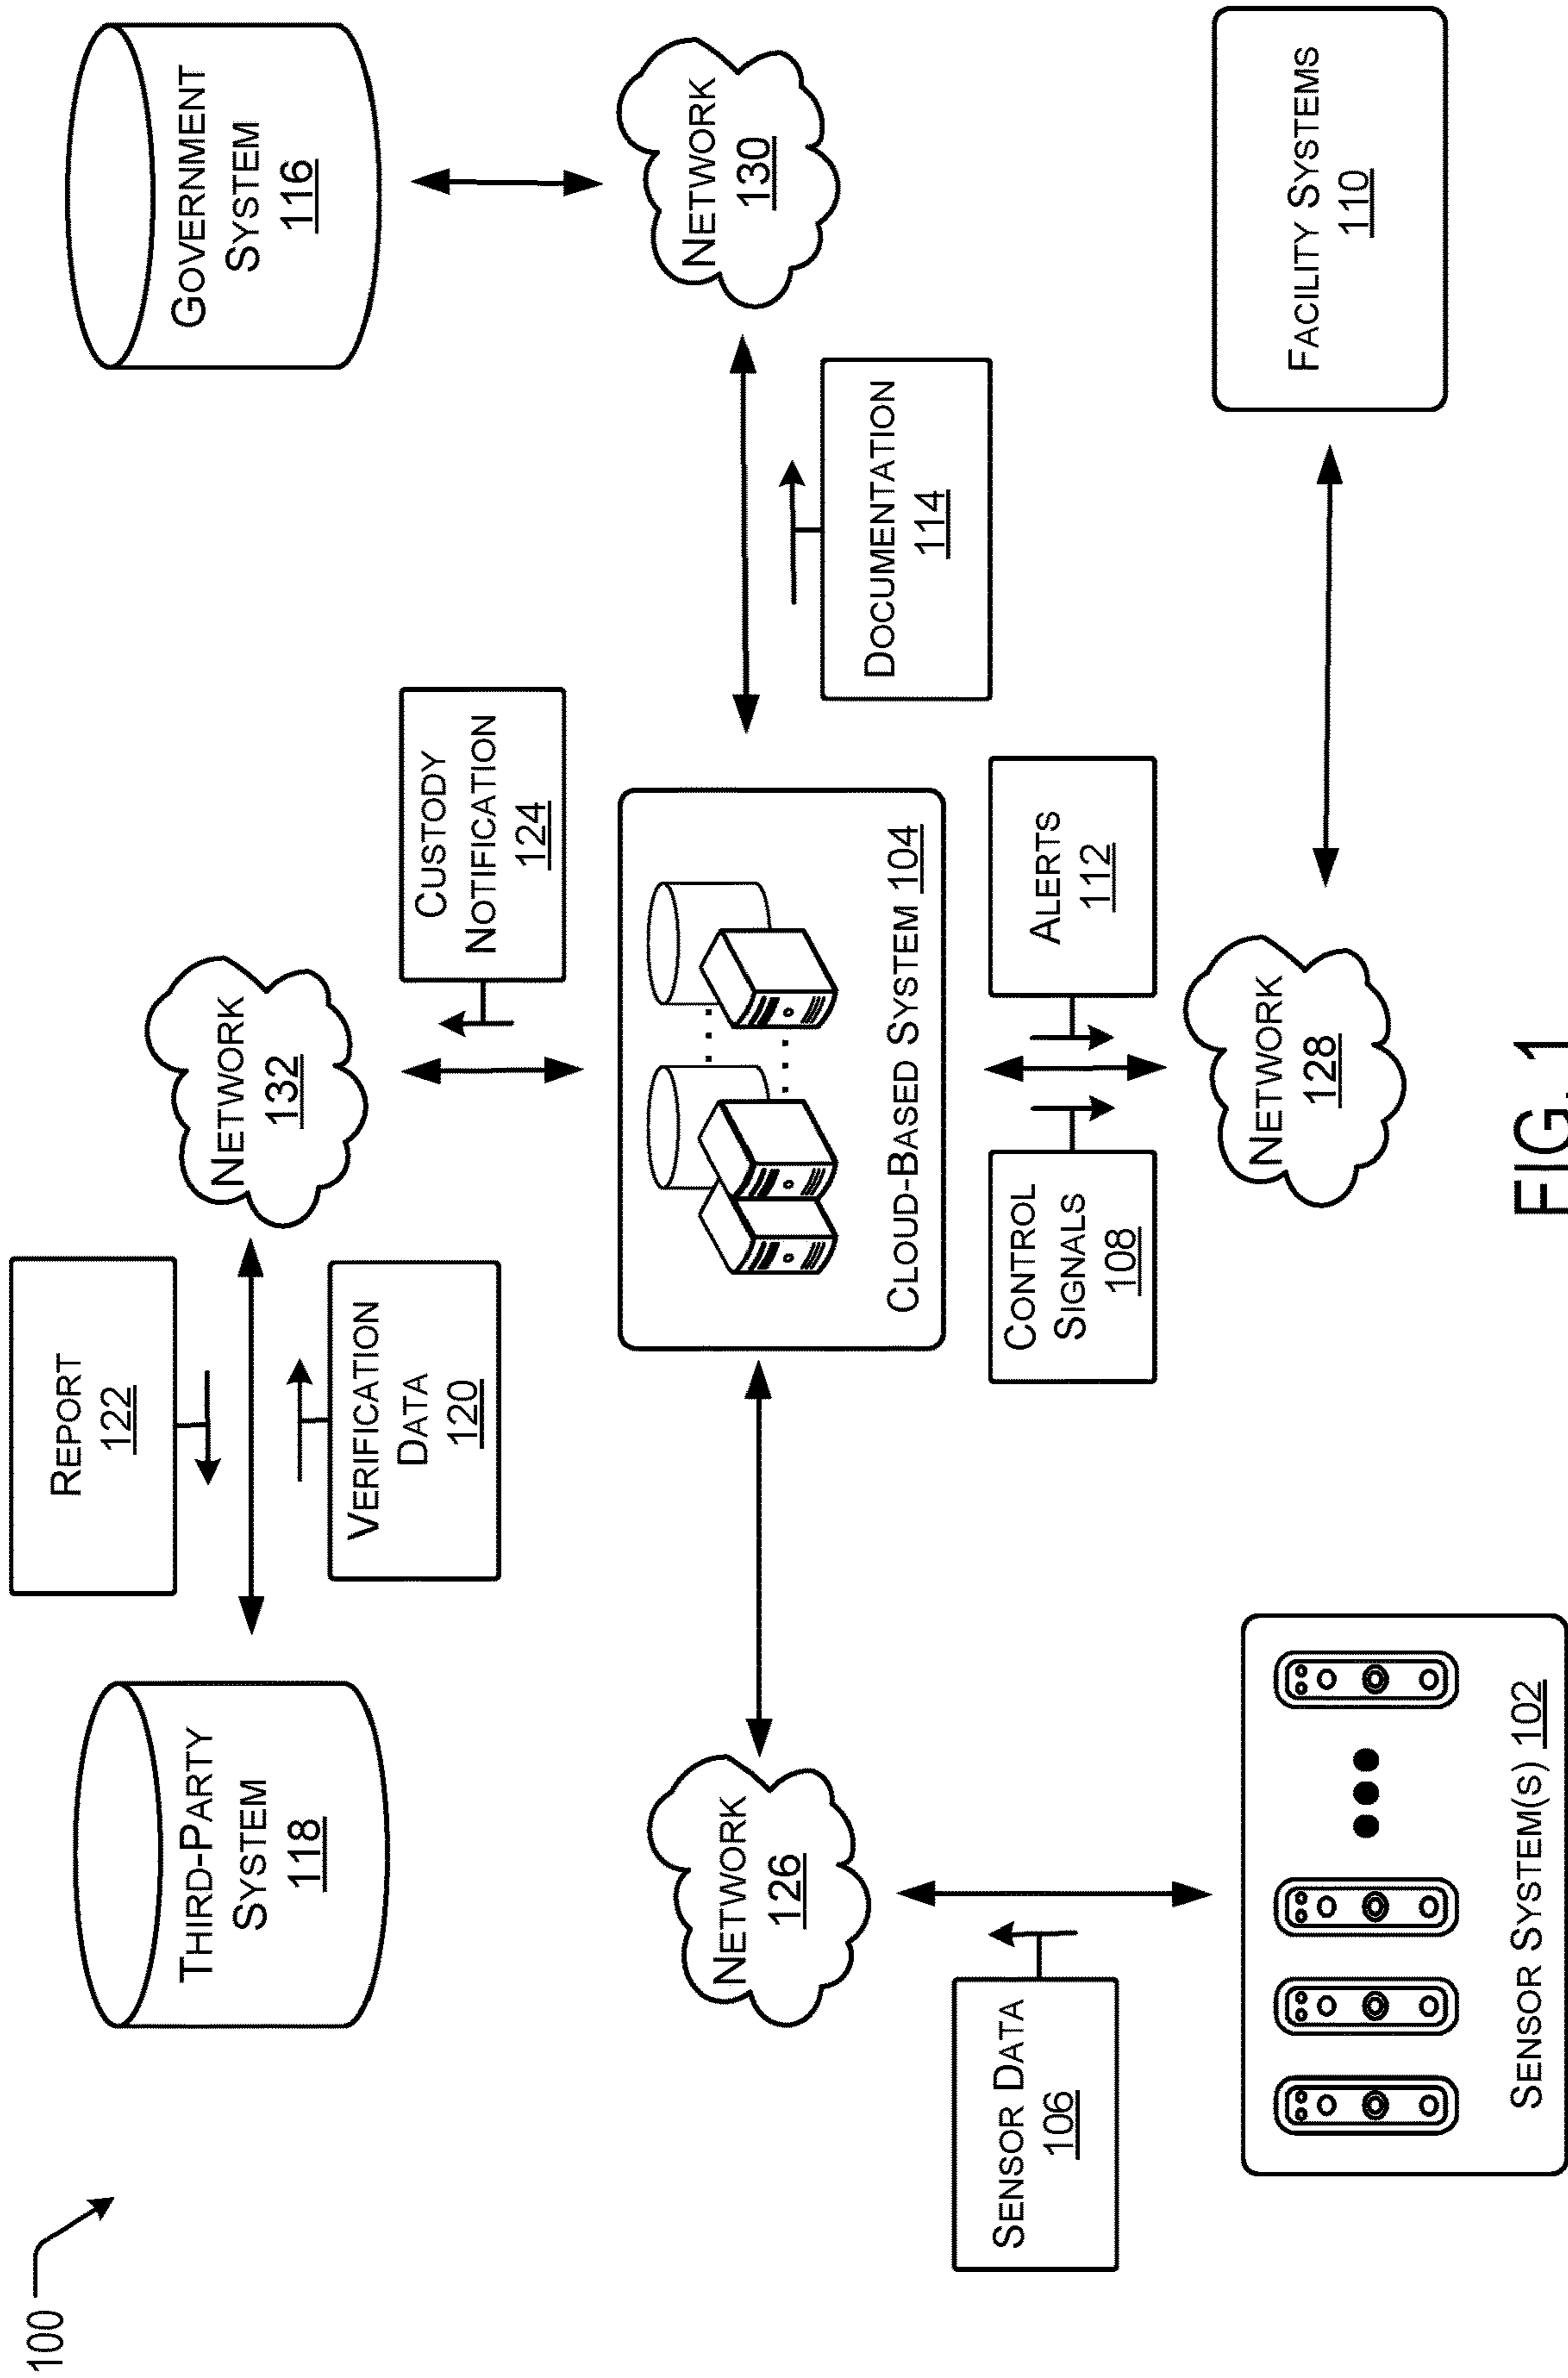 100
REPORT
122
THIRD-PARTY
SYSTEM
118
NETWORK
132
GOVERNMENT
SYSTEM
116
VERIFICATION
DATA
120
CUSTODY
NOTIFICATION
124
NETWORK
126
NETWORK
130
CLOUD-BASED SYSTEM 104
DOCUMENTATION
114
SENSOR DATA
106
CONTROL
SIGNALS
108
ALERTS
112
NETWORK
128
FACILITY SYSTEMS
110
SENSOR SYSTEM(S) 102
FIG. 1